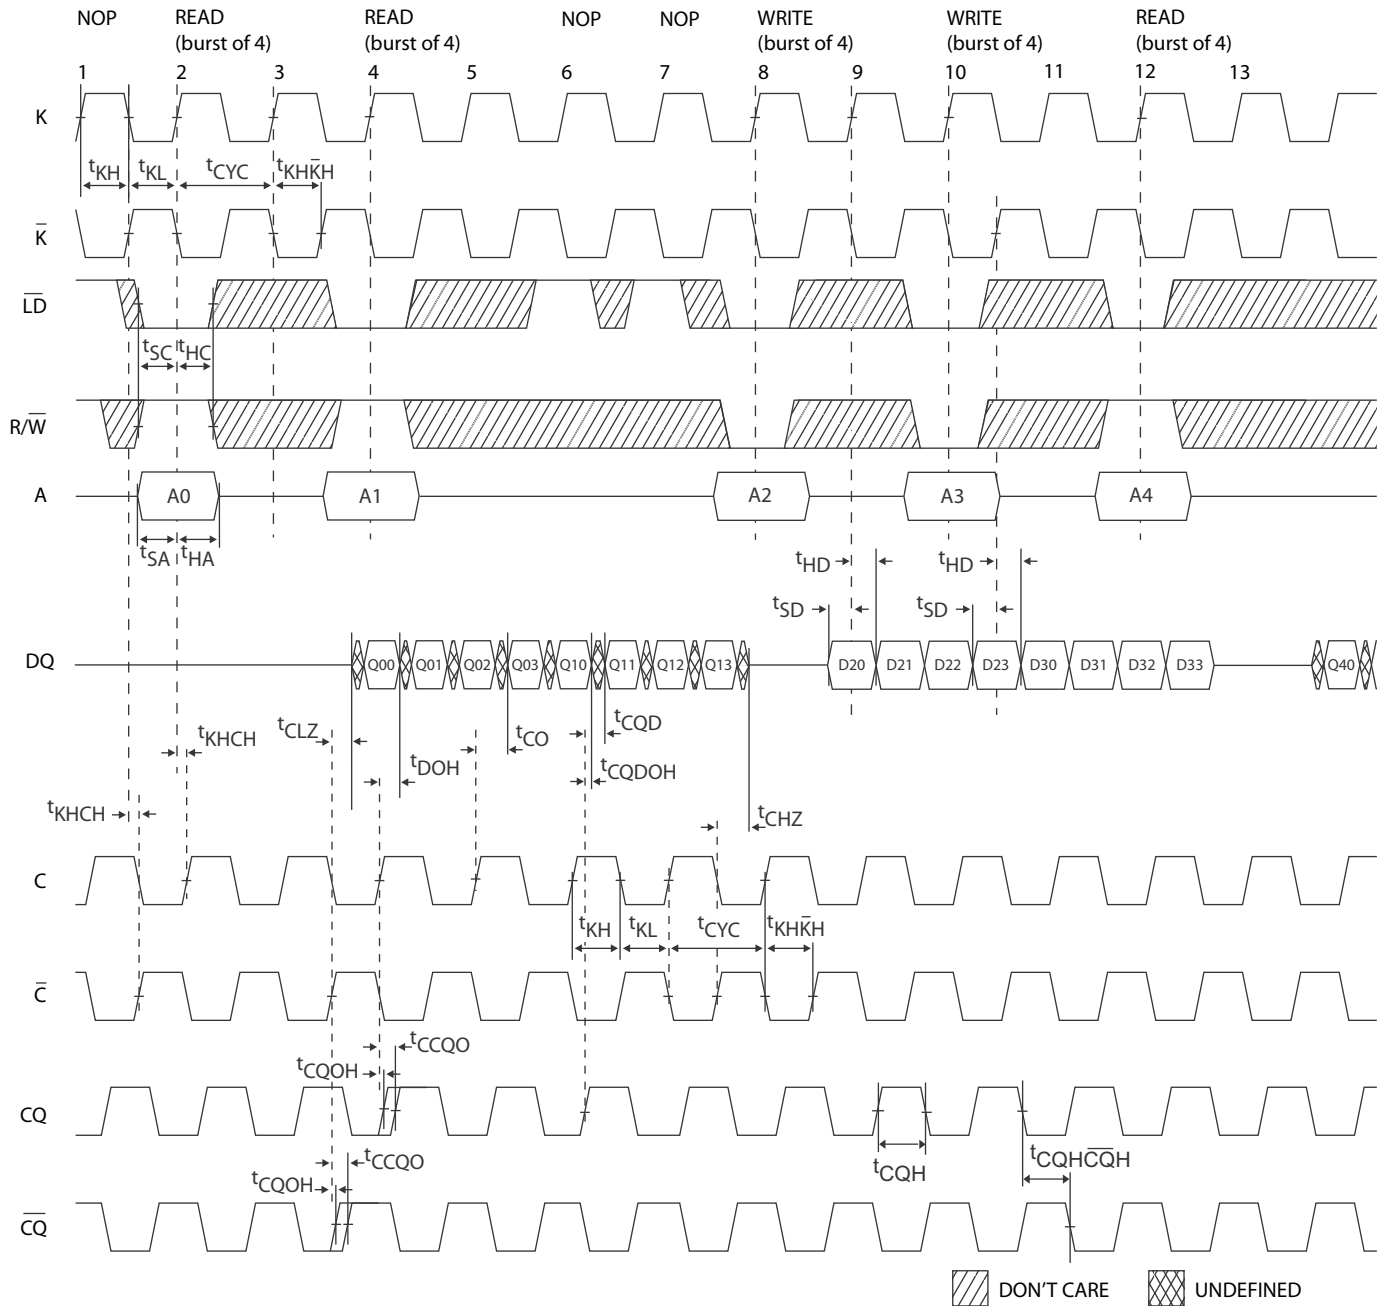 NOP READ READ NOP NOP WRITE WRITE READ
(burst of 4) (burst of 4) (burst of 4) (burst of 4) (burst of 4)
1 2 3 4 5 6 7 8 9 10 11 12 13
K
tKH tKL tCYC tKHK̅H
K̅
L̅D̅
tSC tHC
R/W̅
A A0 A1 A2 A3 A4
tSA tHA tHD tHD
tSD tSD
DQ Q00 Q01 Q02 Q03 Q10 Q11 Q12 Q13 D20 D21 D22 D23 D30 D31 D32 D33 Q40
tKHCH tCLZ tCO tCQD
tDOH tCQDOH
tKHCH tCHZ
C
tKH tKL tCYC tKHK̅H
C̅
tCCQO
tCQOH
CQ
tCCQO tCQH tCQHC̅Q̅H
tCQOH
C̅Q̅
DON'T CARE UNDEFINED